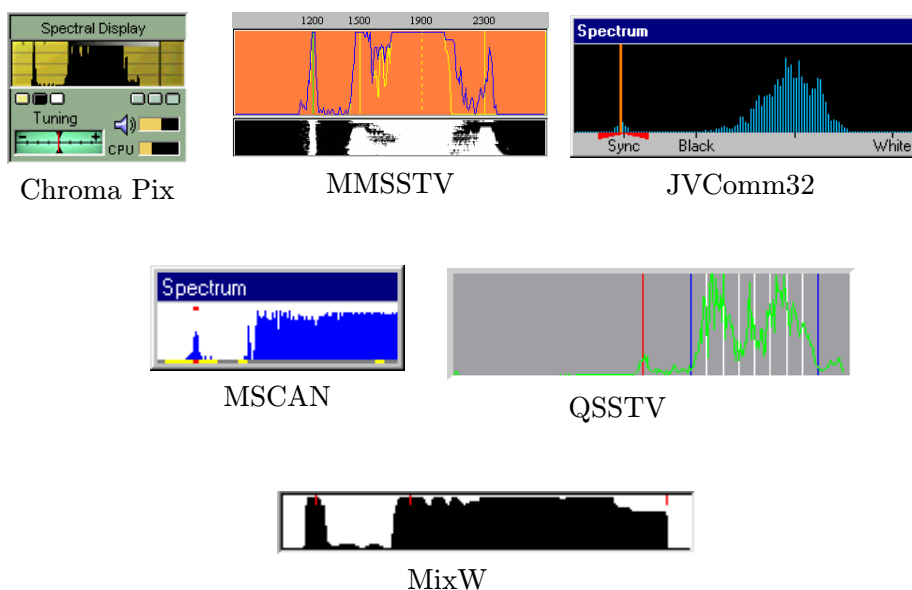 Spectral Display
Tuning
- +
CPU
Chroma Pix
1200 1500 1900 2300
MMSSTV
Spectrum
Sync Black White
JVComm32
Spectrum
MSCAN
QSSTV
MixW